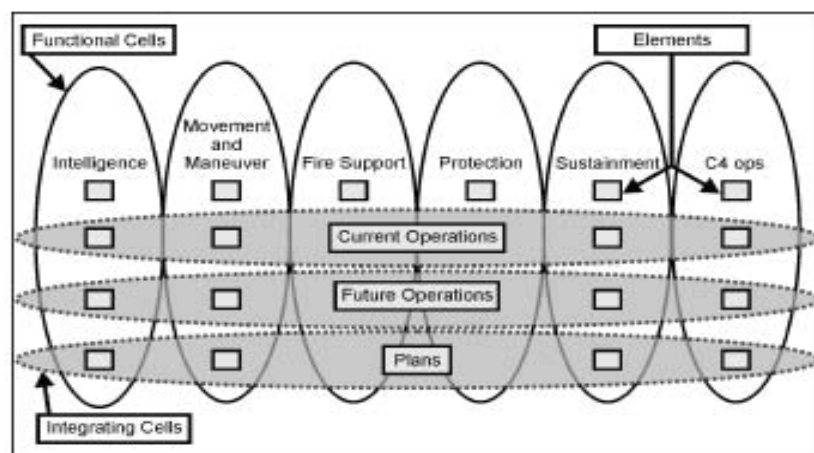 Functional Cells
Elements
Movement
and
Maneuver
Intelligence
Fire Support
Protection
Sustainment
C4 ops
Current Operations
Future Operations
Plans
Integrating Cells